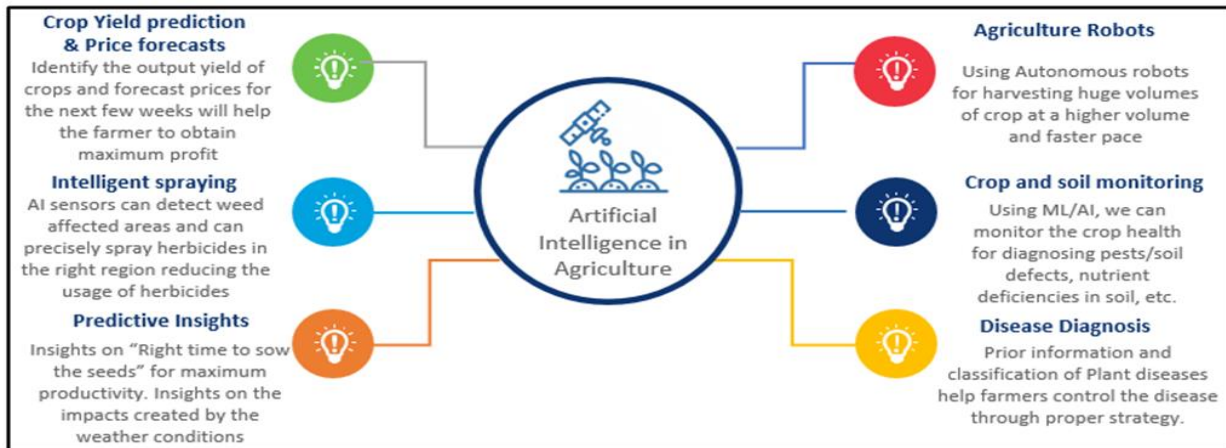 Crop Yield prediction
& Price forecasts
Identify the output yield of
crops and forecast prices for
the next few weeks will help
the farmer to obtain
maximum profit
Intelligent spraying
AI sensors can detect weed
affected areas and can
precisely spray herbicides in
the right region reducing the
usage of herbicides
Predictive Insights
Insights on “Right time to sow
the seeds” for maximum
productivity. Insights on the
impacts created by the
weather conditions
Artificial
Intelligence in
Agriculture
Agriculture Robots
Using Autonomous robots
for harvesting huge volumes
of crop at a higher volume
and faster pace
Crop and soil monitoring
Using ML/AI, we can
monitor the crop health
for diagnosing pests/soil
defects, nutrient
deficiencies in soil, etc.
Disease Diagnosis
Prior information and
classification of Plant diseases
help farmers control the disease
through proper strategy.